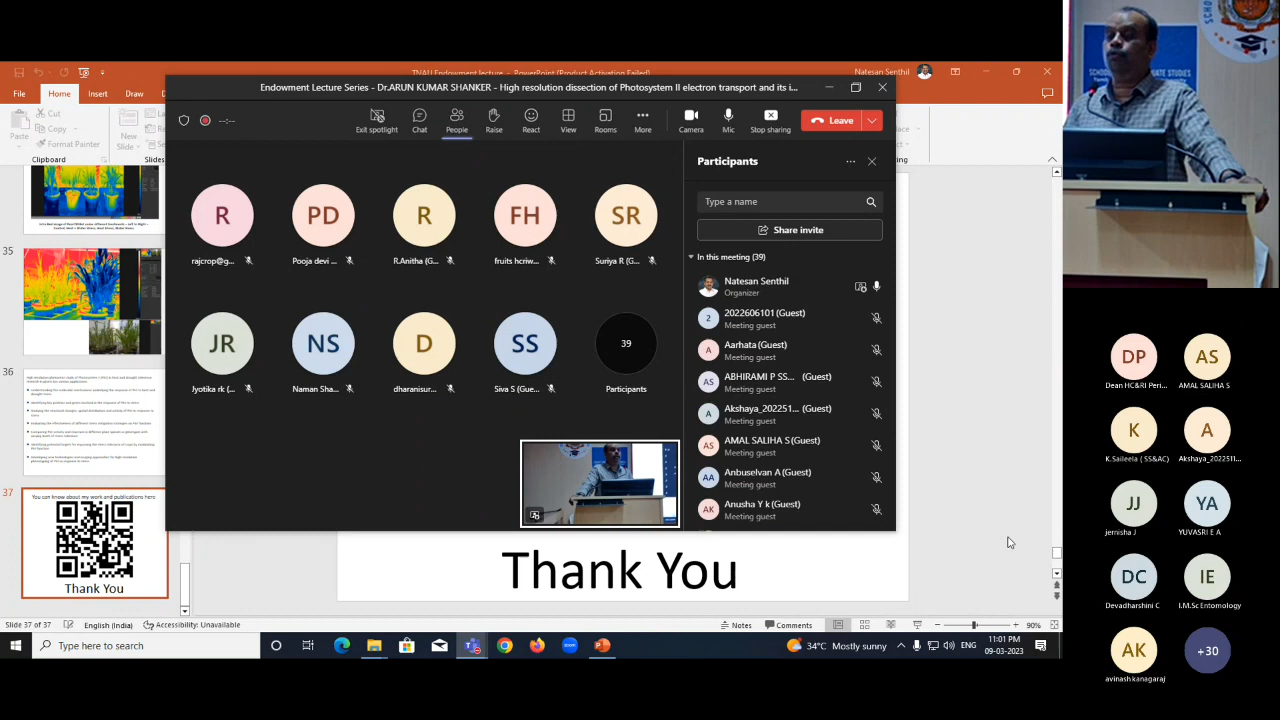 TNAU Endowment lecture - PowerPoint (Product Activation Failed)
Natesan Senthil
File
Home
Insert
Draw
Cut
Copy
Format Painter
Paste
New
Clipboard
Endowment Lecture Series - Dr.ARUN KUMAR SHANKER - High resolution dissection of Photosystem II electron transport and its i...
--:--
Exit spotlight
Chat
People
Raise
React
View
Rooms
More
Camera
Mic
Stop sharing
Leave
R
rajcrop@g...
PD
Pooja devi ...
R
R.Anitha (G...
FH
fruits hcriw...
SR
Suriya R (G...
JR
Jyotika rk (...
NS
Naman Sha...
D
dharanisur...
SS
Siva S (Gue...
39
Participants
Participants
Type a name
Share invite
In this meeting (39)
Natesan Senthil
Organizer
2
2022606101 (Guest)
Meeting guest
A
Aarhata (Guest)
Meeting guest
AS
ABHIRAMI P SS... (Guest)
Meeting guest
A
Akshaya_202251... (Guest)
Meeting guest
AS
AMAL SALIHA S (Guest)
Meeting guest
AA
Anbuselvan A (Guest)
Meeting guest
AK
Anusha Y k (Guest)
Meeting guest
35
36
37
You can know about my work and publications here
Thank You
Thank You
Slide 37 of 37
English (India)
Accessibility: Unavailable
Notes
Comments
90%
Type here to search
34°C Mostly sunny
ENG
11:01 PM
09-03-2023
DP
Dean HC&RI Peri...
AS
AMAL SALIHA S
K
K.Saileela ( SS&AC)
A
Akshaya_2022511...
JJ
jernisha J
YA
YUVASRI E A
DC
Devadharshini C
IE
I.M.Sc Entomology
AK
avinash kanagaraj
+30